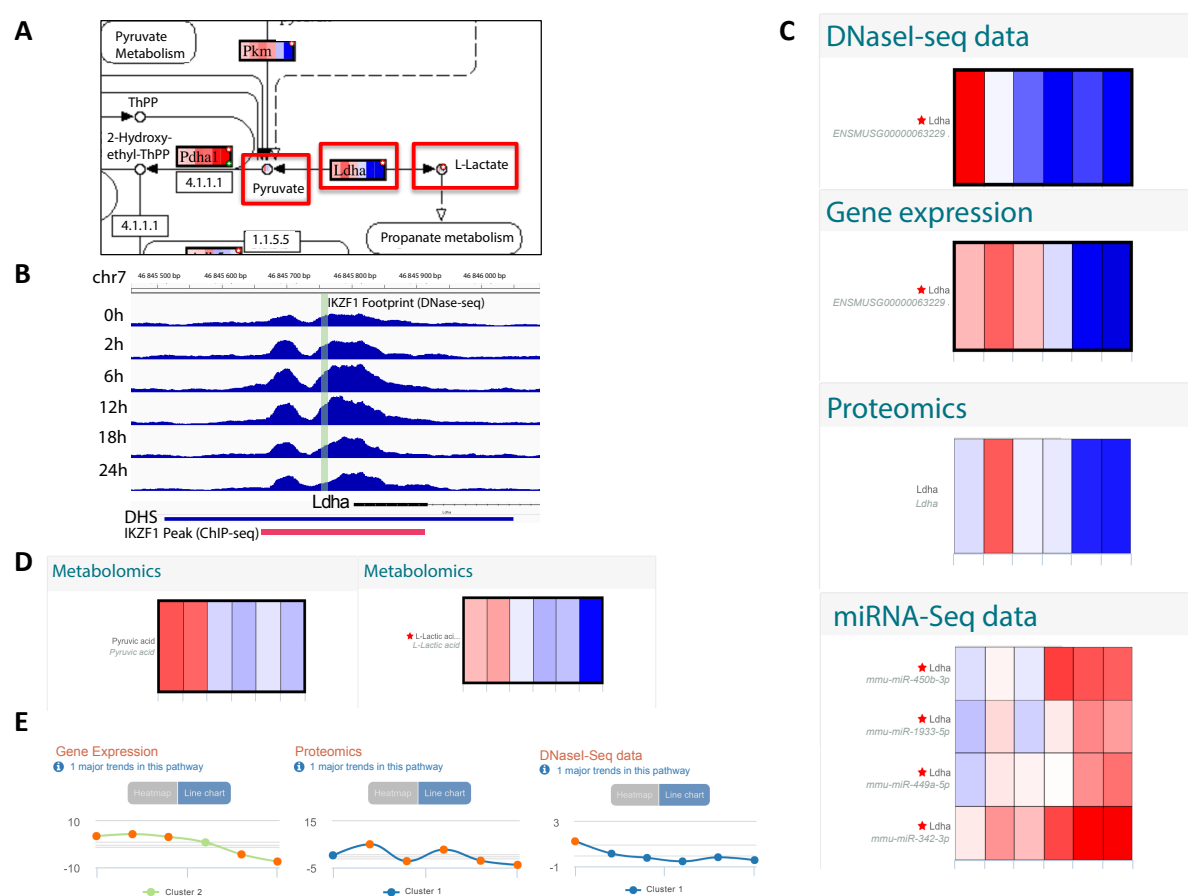 A
pyruvate
Pyruvate
Metabolism
Pkm
ThPP
2-Hydroxy-
ethyl-ThPP
Pdha1
Ldha
L-Lactate
4.1.1.1
Pyruvate
4.1.1.1
1.1.5.5
Propanate metabolism
B
chr7
46 845 500 bp
46 845 600 bp
46 845 700 bp
46 845 800 bp
46 845 900 bp
46 846 000 bp
IKZF1 Footprint (DNase-seq)
0h
2h
6h
12h
18h
24h
Ldha
Ldha
DHS
IKZF1 Peak (ChIP-seq)
C
DNaseI-seq data
Ldha
ENSMUSG00000063229 .
Gene expression
Ldha
ENSMUSG00000063229 .
Proteomics
Ldha
Ldha
miRNA-Seq data
Ldha
mmu-miR-450b-3p
Ldha
mmu-miR-1933-5p
Ldha
mmu-miR-449a-5p
Ldha
mmu-miR-342-3p
D
Metabolomics
Pyruvic acid
Pyruvic acid
Metabolomics
L-Lactic aci...
L-Lactic acid
E
Gene Expression
1 major trends in this pathway
Heatmap Line chart
10
-10
Cluster 2
Proteomics
1 major trends in this pathway
Heatmap Line chart
15
-5
Cluster 1
DNaseI-Seq data
1 major trends in this pathway
Heatmap Line chart
3
-1
Cluster 1